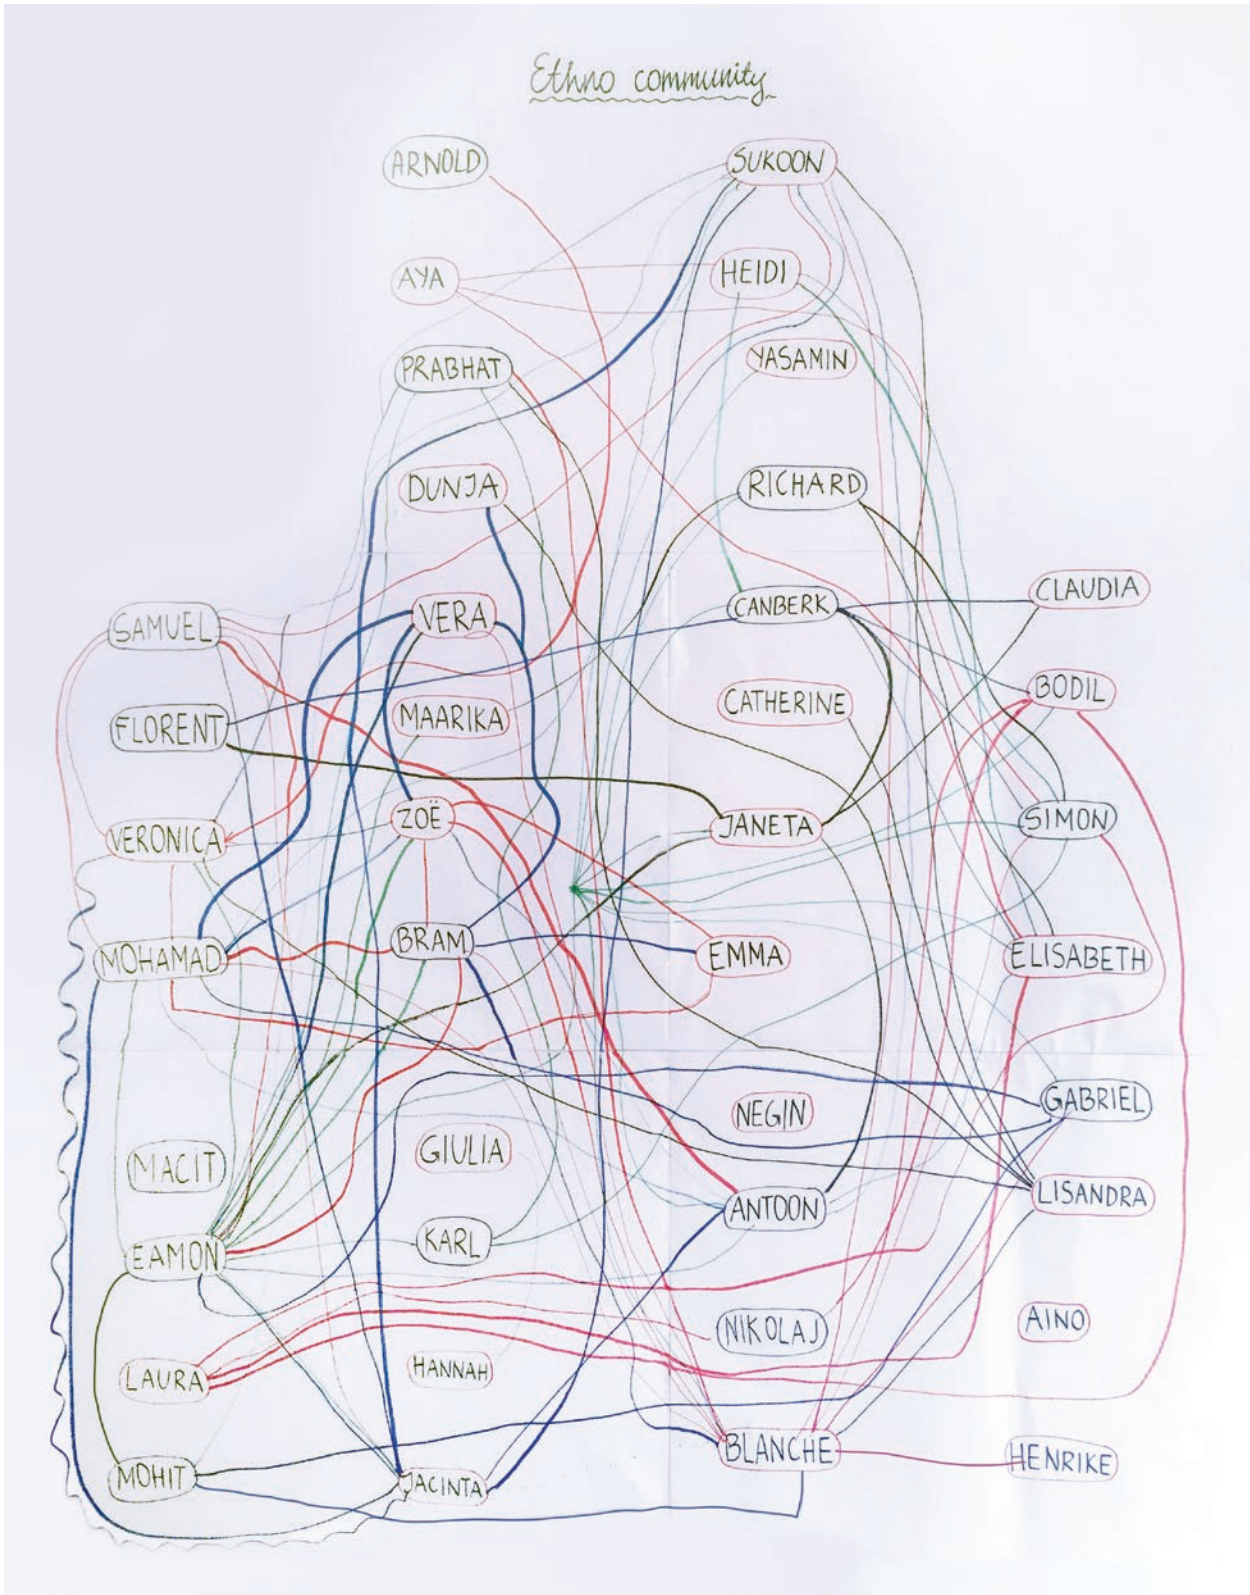 Ethno community
ARNOLD
SUKOON
AYA
HEIDI
PRABHAT
YASAMIN
DUNJA
RICHARD
SAMUEL
VERA
CANBERK
CLAUDIA
FLORENT
MAARIKA
CATHERINE
BODIL
VERONICA
ZOË
JANETA
SIMON
MOHAMAD
BRAM
EMMA
ELISABETH
MACIT
GIULIA
NEGIN
GABRIEL
EAMON
KARL
ANTOON
LISANDRA
LAURA
HANNAH
NIKOLAJ
AINO
MOHIT
JACINTA
BLANCHE
HENRIKE